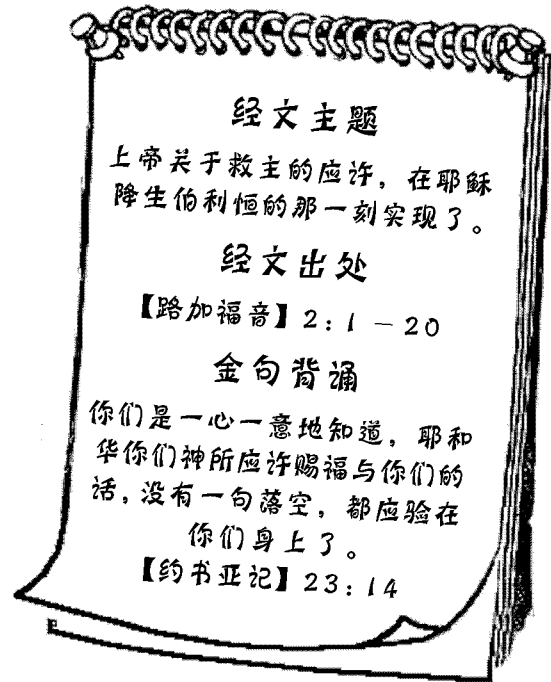 经文主题
上帝关于救主的应许，在耶稣
降生伯利恒的那一刻实现了。
经文出处
【路加福音】2：1－20
金句背诵
你们是一心一意地知道，耶和
华你们神所应许赐福与你们的
话，没有一句落空，都应验在
你们身上了。
【约书亚记】23：14